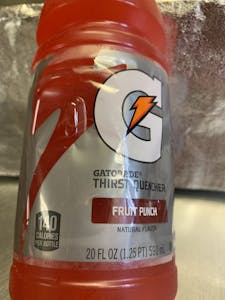 G
GATORADE®
THIRST QUENCHER
FRUIT PUNCH
NATURAL FLAVOR
140
CALORIES
PER BOTTLE
20 FL OZ (1.25 PT) 591 mL